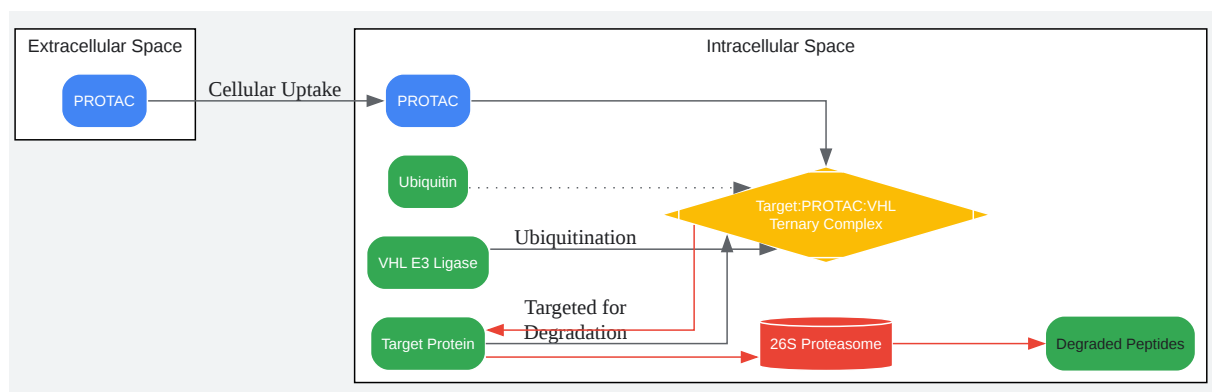 Extracellular Space
Intracellular Space
PROTAC
Cellular Uptake
PROTAC
Ubiquitin
Target:PROTAC:VHL
Ternary Complex
Ubiquitination
VHL E3 Ligase
Targeted for
Degradation
Target Protein
26S Proteasome
Degraded Peptides